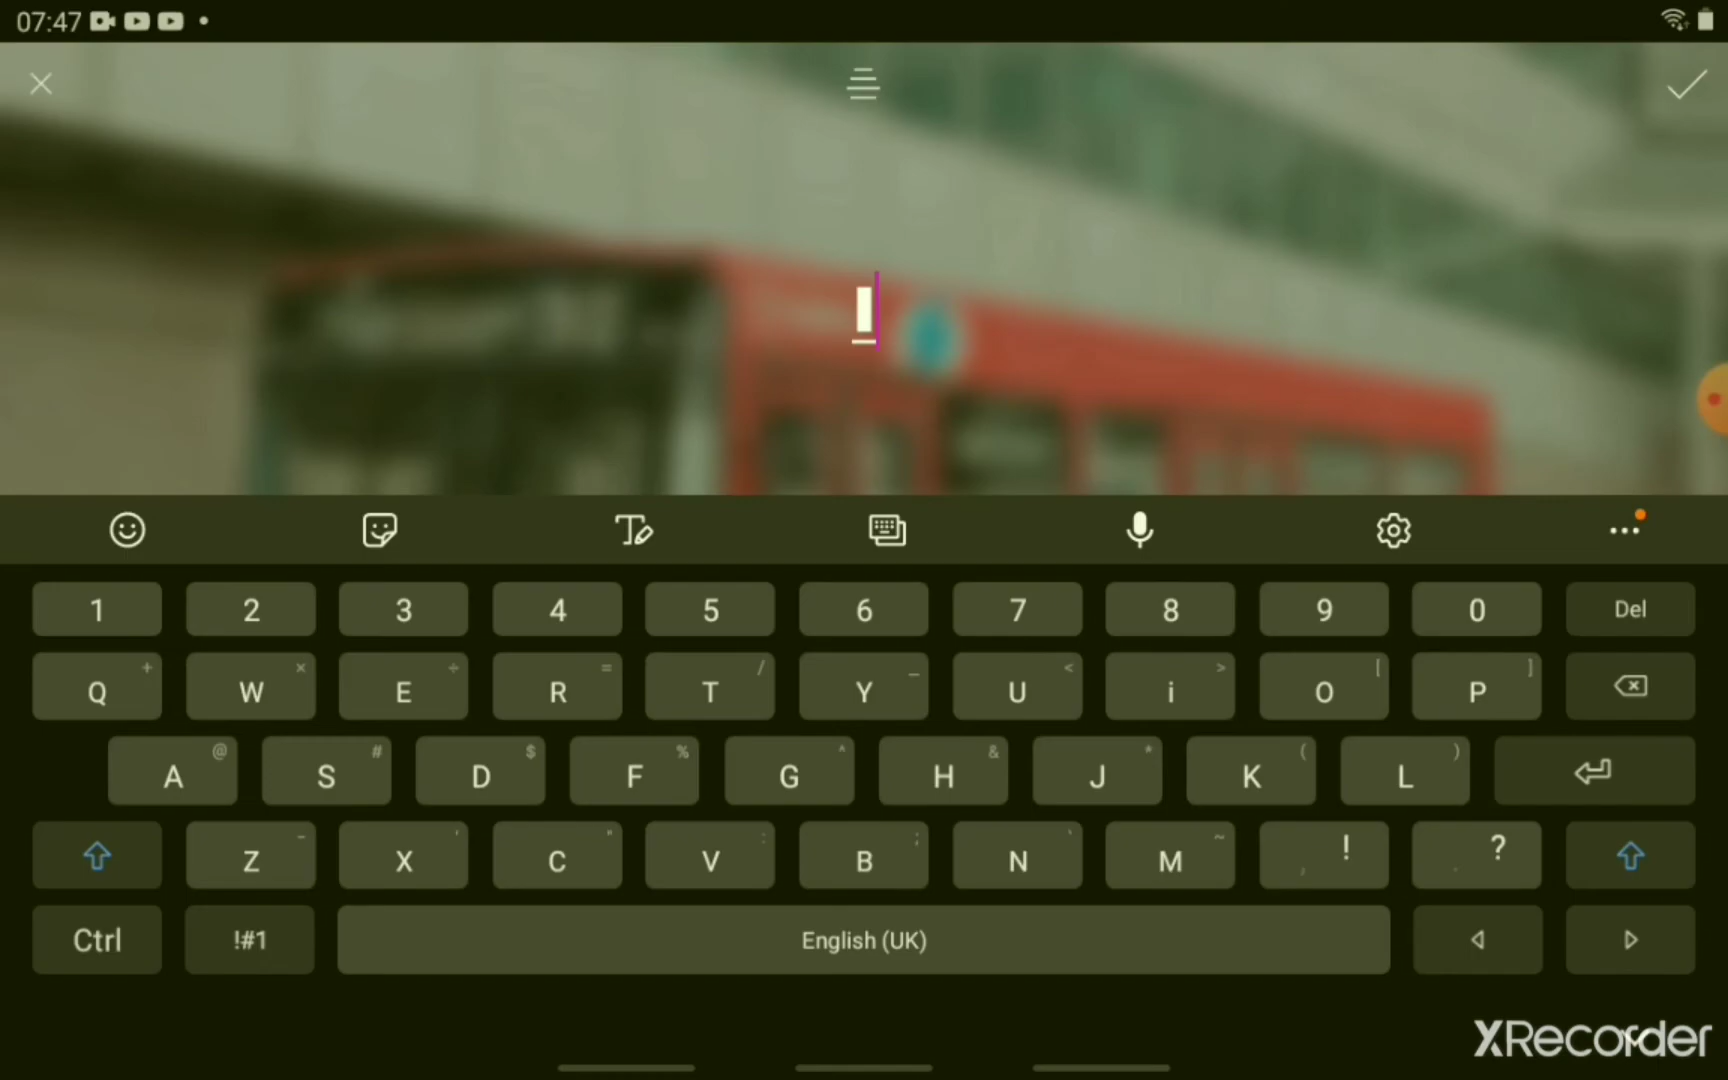 07:47
I
1 2 3 4 5 6 7 8 9 0 Del
Q + W × E ÷ R = T / Y _ U < i > O [ P ]
A @ S # D $ F % G ^ H & J * K ( L )
Z - X ' C " V : B ; N ` M ~ , ! . ?
Ctrl !#1 English (UK)
XRecorder